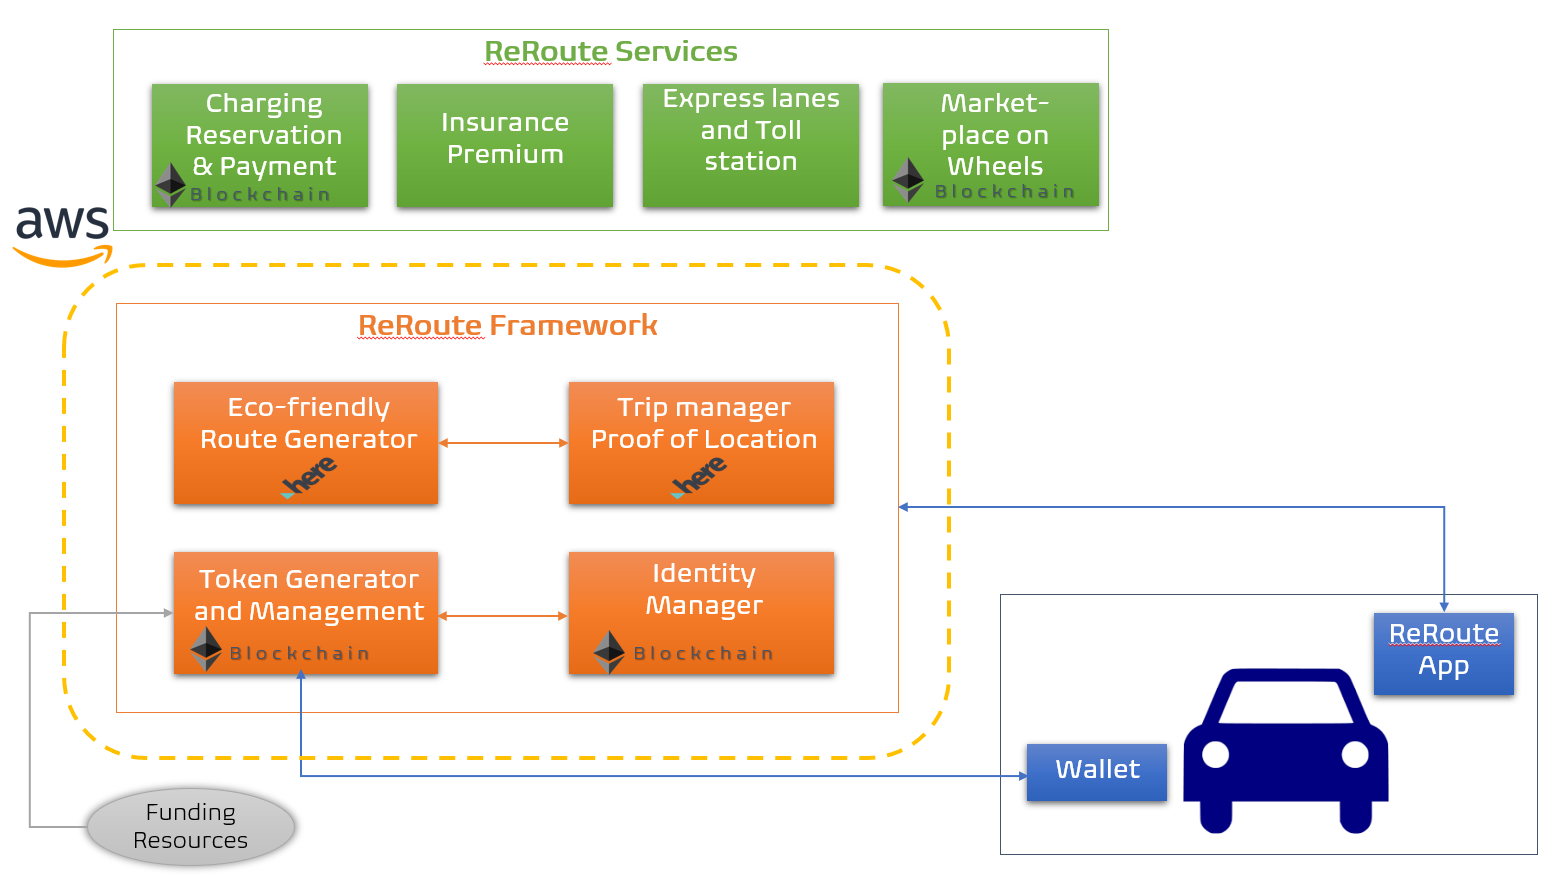 ReRoute Services
Charging
Reservation
& Payment
Blockchain
Insurance
Premium
Express lanes
and Toll
station
Market-
place on
Wheels
Blockchain
aws
ReRoute Framework
Eco-friendly
Route Generator
here
Trip manager
Proof of Location
here
Token Generator
and Management
Blockchain
Identity
Manager
Blockchain
ReRoute
App
Wallet
Funding
Resources